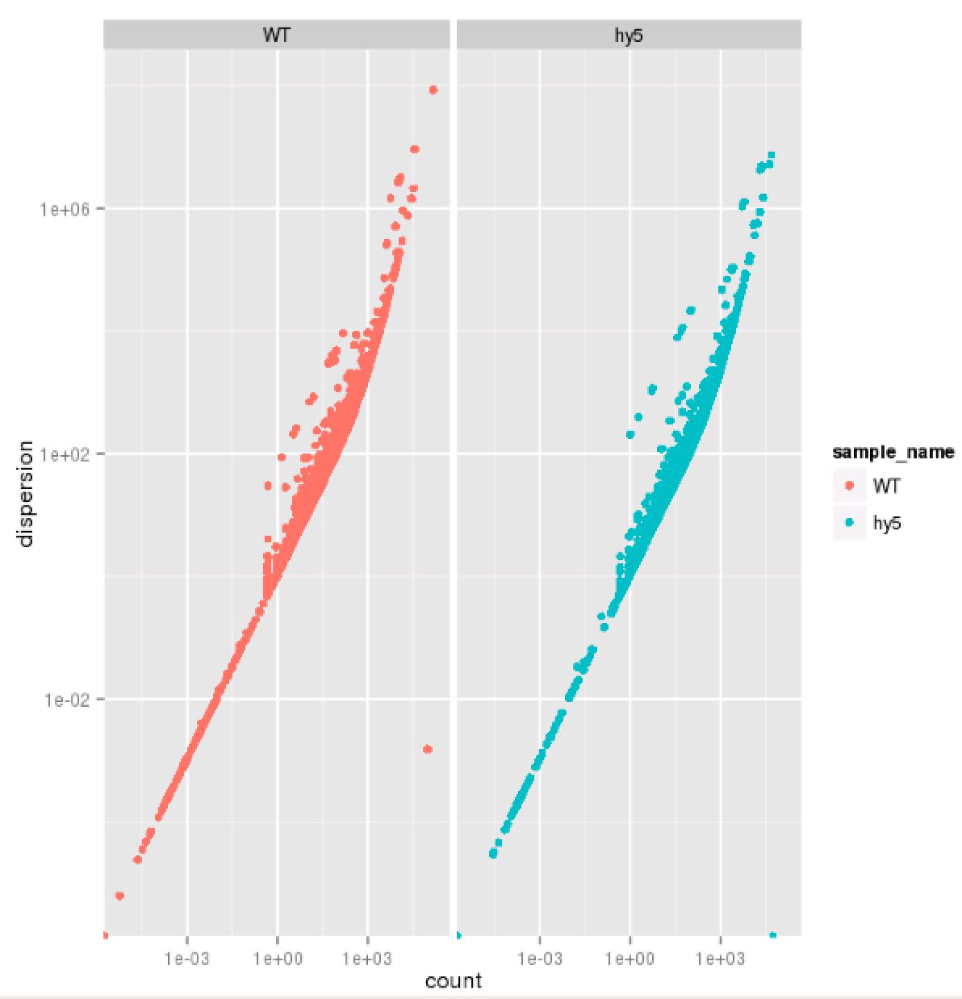 WT
hy5
1e+06
1e+02
1e-02
dispersion
1e-03
1e+00
1e+03
1e-03
1e+00
1e+03
count
sample_name
WT
hy5